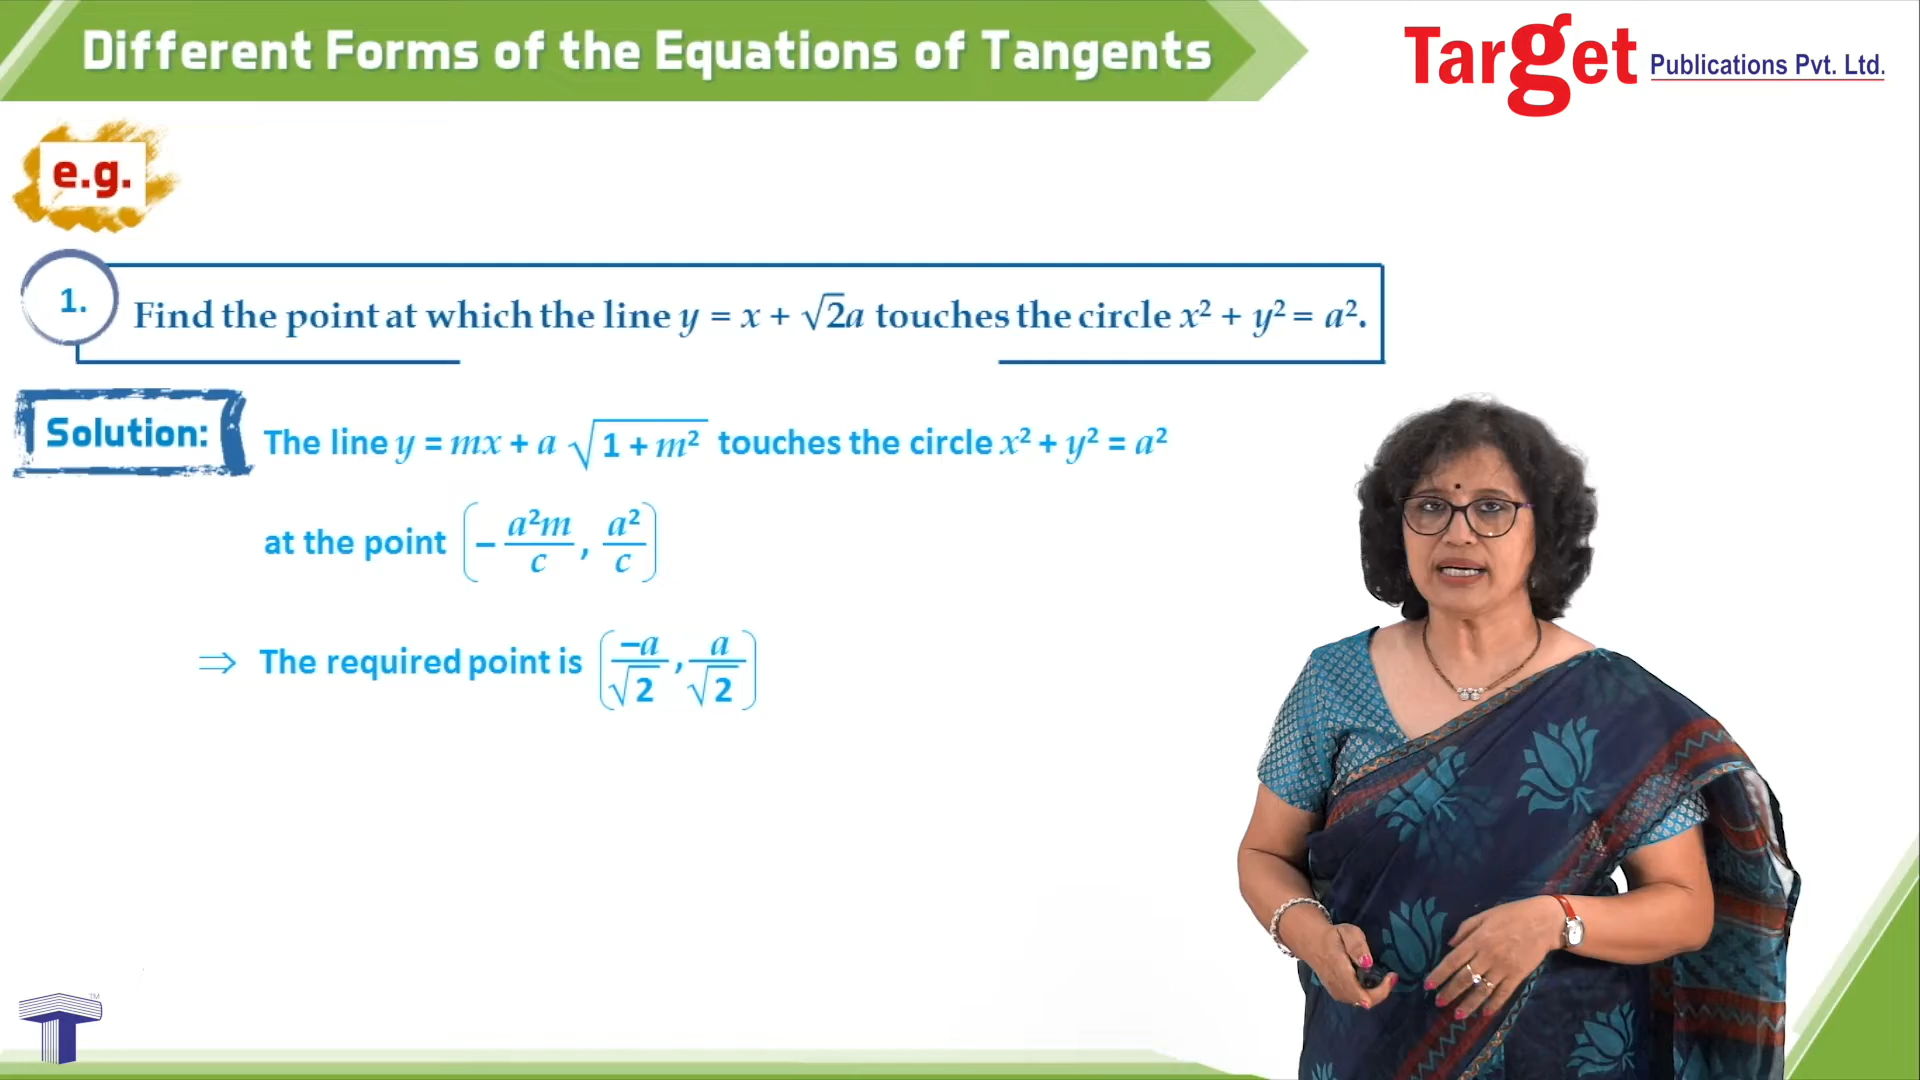 Different Forms of the Equations of Tangents
Target Publications Pvt. Ltd.
e.g.
1. Find the point at which the line y = x + √2a touches the circle x² + y² = a².
Solution: The line y = mx + a √(1 + m²) touches the circle x² + y² = a²
at the point (– a²m/c , a²/c)
⇒ The required point is (–a/√2 , a/√2)
T™